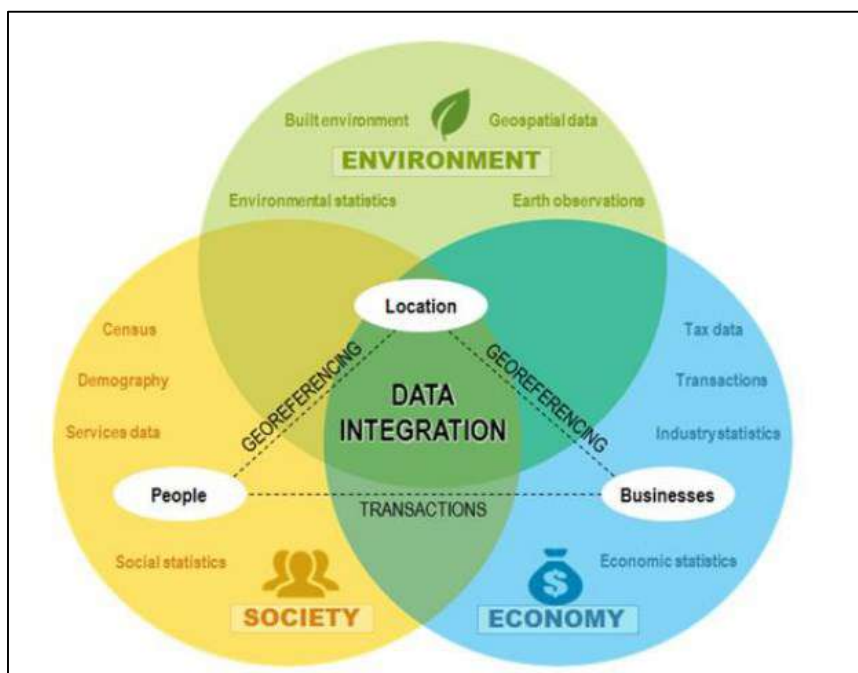 Built environment
Geospatial data
ENVIRONMENT
Environmental statistics
Earth observations
Location
Census
Tax data
GEOREFERENCING
GEOREFERENCING
Demography
Transactions
DATA
INTEGRATION
Services data
Industry statistics
People
Businesses
TRANSACTIONS
Social statistics
Economic statistics
SOCIETY
$
ECONOMY